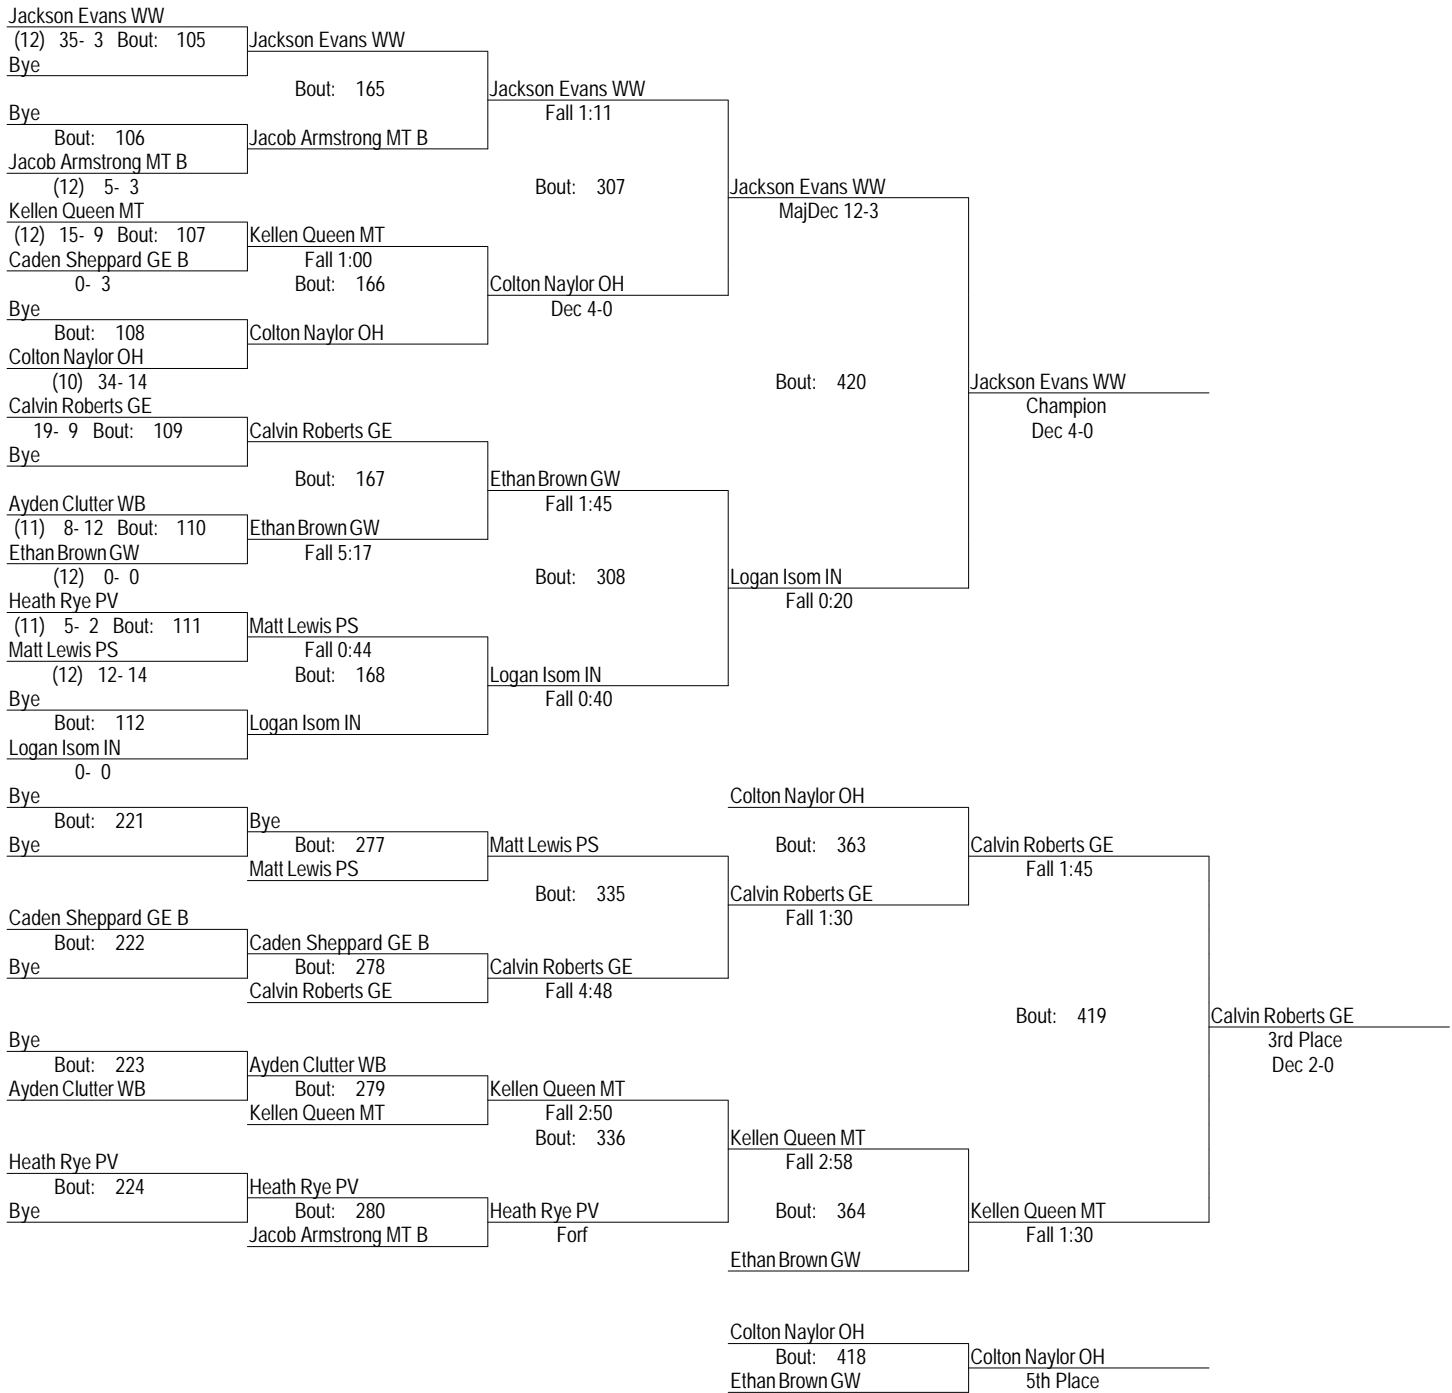 Jackson Evans WW
(12) 35- 3 Bout: 105
Jackson Evans WW
Bye
Bout: 165
Jackson Evans WW
Bye
Fall 1:11
Bout: 106
Jacob Armstrong MT B
Jacob Armstrong MT B
(12) 5- 3
Bout: 307
Jackson Evans WW
Kellen Queen MT
MajDec 12-3
(12) 15- 9 Bout: 107
Kellen Queen MT
Caden Sheppard GE B
Fall 1:00
0- 3
Bout: 166
Colton Naylor OH
Bye
Dec 4-0
Bout: 108
Colton Naylor OH
Colton Naylor OH
(10) 34- 14
Bout: 420
Jackson Evans WW
Calvin Roberts GE
Champion
19- 9 Bout: 109
Calvin Roberts GE
Dec 4-0
Bye
Bout: 167
Ethan Brown GW
Ayden Clutter WB
Fall 1:45
(11) 8- 12 Bout: 110
Ethan Brown GW
Ethan Brown GW
Fall 5:17
(12) 0- 0
Bout: 308
Logan Isom IN
Heath Rye PV
Fall 0:20
(11) 5- 2 Bout: 111
Matt Lewis PS
Matt Lewis PS
Fall 0:44
(12) 12- 14
Bout: 168
Logan Isom IN
Bye
Fall 0:40
Bout: 112
Logan Isom IN
Logan Isom IN
0- 0
Bye
Colton Naylor OH
Bout: 221
Bye
Bye
Bout: 277
Matt Lewis PS
Bout: 363
Calvin Roberts GE
Matt Lewis PS
Fall 1:45
Bout: 335
Calvin Roberts GE
Caden Sheppard GE B
Fall 1:30
Bout: 222
Caden Sheppard GE B
Bye
Bout: 278
Calvin Roberts GE
Calvin Roberts GE
Fall 4:48
Bout: 419
Calvin Roberts GE
Bye
3rd Place
Bout: 223
Ayden Clutter WB
Dec 2-0
Ayden Clutter WB
Bout: 279
Kellen Queen MT
Kellen Queen MT
Fall 2:50
Bout: 336
Kellen Queen MT
Heath Rye PV
Fall 2:58
Bout: 224
Heath Rye PV
Bye
Bout: 280
Heath Rye PV
Bout: 364
Kellen Queen MT
Jacob Armstrong MT B
Forf
Fall 1:30
Ethan Brown GW
Colton Naylor OH
Bout: 418
Colton Naylor OH
Ethan Brown GW
5th Place